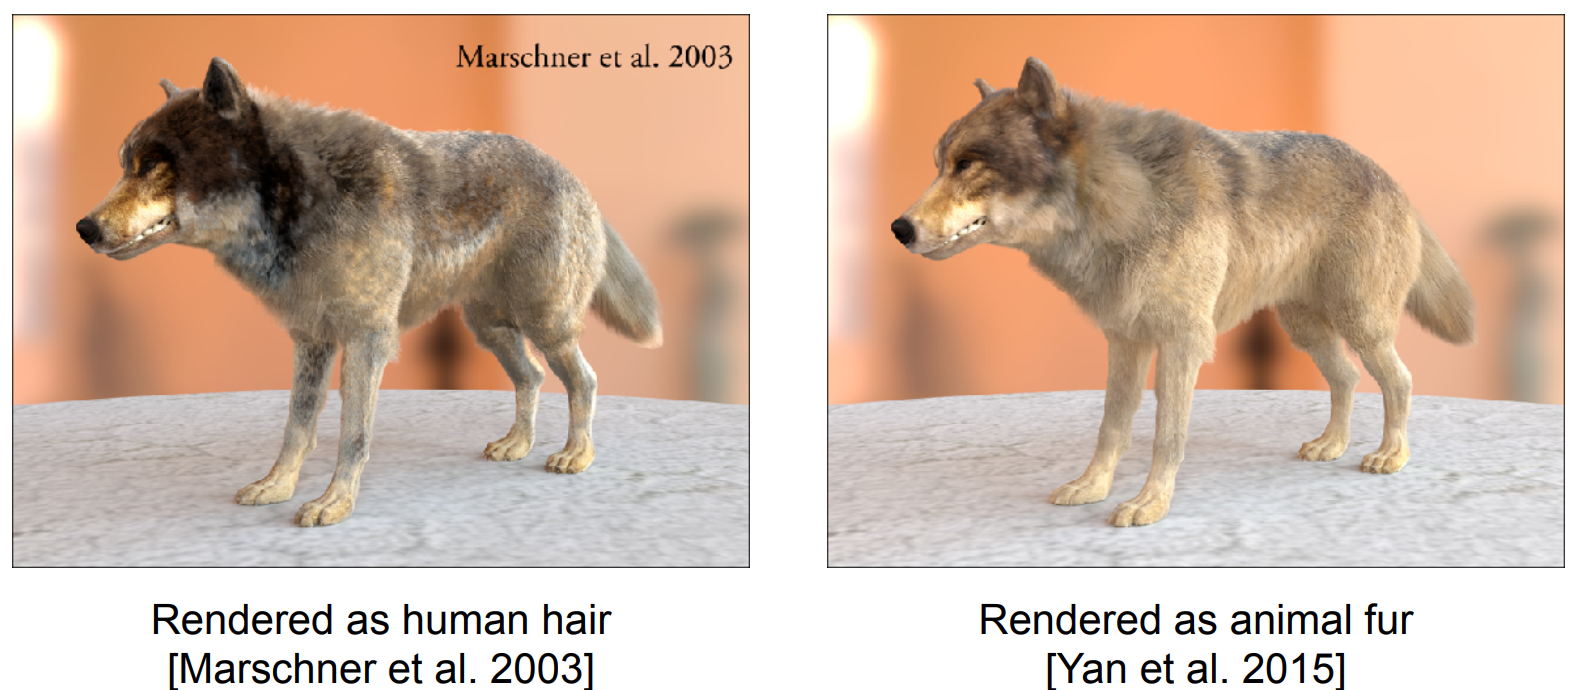 Marschner et al. 2003
Rendered as human hair
[Marschner et al. 2003]
Rendered as animal fur
[Yan et al. 2015]